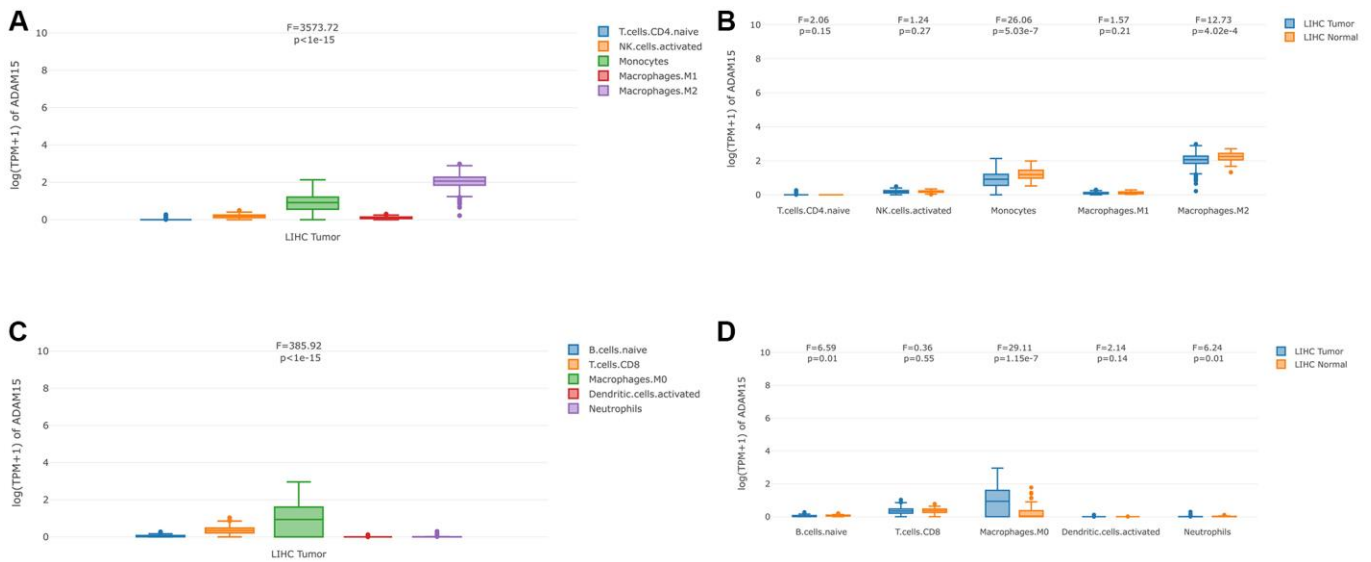 A
F=3573.72
p<1e-15
10
8
6
4
2
0
log(TPM+1) of ADAM15
LIHC Tumor
T.cells.CD4.naive
NK.cells.activated
Monocytes
Macrophages.M1
Macrophages.M2
B
F=2.06 F=1.24 F=26.06 F=1.57 F=12.73
p=0.15 p=0.27 p=5.03e-7 p=0.21 p=4.02e-4
10
8
6
4
2
0
log(TPM+1) of ADAM15
T.cells.CD4.naive NK.cells.activated Monocytes Macrophages.M1 Macrophages.M2
LIHC Tumor
LIHC Normal
C
F=385.92
p<1e-15
10
8
6
4
2
0
log(TPM+1) of ADAM15
LIHC Tumor
B.cells.naive
T.cells.CD8
Macrophages.M0
Dendritic.cells.activated
Neutrophils
D
F=6.59 F=0.36 F=29.11 F=2.14 F=6.24
p=0.01 p=0.55 p=1.15e-7 p=0.14 p=0.01
10
8
6
4
2
0
log(TPM+1) of ADAM15
B.cells.naive T.cells.CD8 Macrophages.M0 Dendritic.cells.activated Neutrophils
LIHC Tumor
LIHC Normal